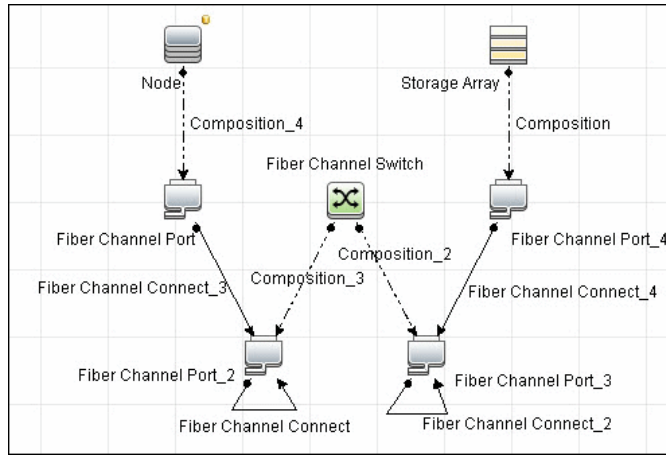 Node
Storage Array
Composition_4
Composition
Fiber Channel Switch
Fiber Channel Port
Composition_2
Fiber Channel Port_4
Composition_3
Fiber Channel Connect_3
Fiber Channel Connect_4
Fiber Channel Port_2
Fiber Channel Port_3
Fiber Channel Connect
Fiber Channel Connect_2